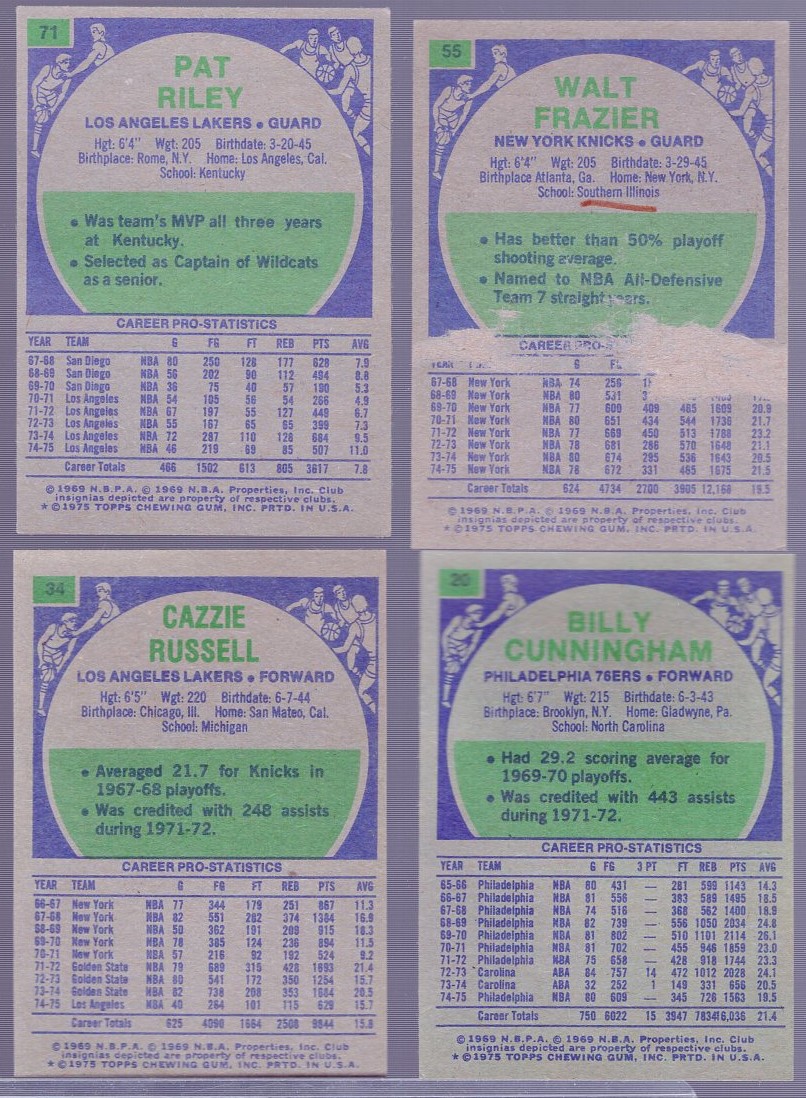 71
PAT
RILEY
LOS ANGELES LAKERS • GUARD
Hgt: 6'4" Wgt: 205 Birthdate: 3-20-45
Birthplace: Rome, N.Y. Home: Los Angeles, Cal.
School: Kentucky
• Was team's MVP all three years
at Kentucky.
• Selected as Captain of Wildcats
as a senior.
CAREER PRO-STATISTICS
YEAR TEAM G FG FT REB PTS AVG
67-68 San Diego NBA 80 250 128 177 628 7.9
68-69 San Diego NBA 56 202 90 112 494 8.8
69-70 San Diego NBA 36 75 40 57 190 5.3
70-71 Los Angeles NBA 54 105 56 54 266 4.9
71-72 Los Angeles NBA 67 197 55 127 449 6.7
72-73 Los Angeles NBA 55 167 65 65 399 7.3
73-74 Los Angeles NBA 72 287 110 128 684 9.5
74-75 Los Angeles NBA 46 219 69 85 507 11.0
Career Totals 466 1502 613 805 3617 7.8
© 1969 N.B.P.A. © 1969 N.B.A. Properties, Inc. Club
insignias depicted are property of respective clubs.
* © 1975 TOPPS CHEWING GUM, INC. PRTD. IN U.S.A.
55
WALT
FRAZIER
NEW YORK KNICKS • GUARD
Hgt: 6'4" Wgt: 205 Birthdate: 3-29-45
Birthplace Atlanta, Ga. Home: New York, N.Y.
School: Southern Illinois
• Has better than 50% playoff
shooting average.
• Named to NBA All-Defensive
Team 7 straight years.
CAREER PRO-S
G
67-68 New York NBA 74 256
68-69 New York NBA 80 531
69-70 New York NBA 77 600 409 465 1609 20.9
70-71 New York NBA 80 651 434 544 1736 21.7
71-72 New York NBA 77 669 450 513 1788 23.2
72-73 New York NBA 78 681 286 570 1648 21.1
73-74 New York NBA 80 674 295 536 1643 20.5
74-75 New York NBA 78 672 331 465 1675 21.5
Career Totals 624 4734 2700 3905 12,168 19.5
© 1969 N.B.P.A. © 1969 N.B.A. Properties, Inc. Club
insignias depicted are property of respective clubs.
* © 1975 TOPPS CHEWING GUM, INC. PRTD. IN U.S.A.
34
CAZZIE
RUSSELL
LOS ANGELES LAKERS • FORWARD
Hgt: 6'5" Wgt: 220 Birthdate: 6-7-44
Birthplace: Chicago, Ill. Home: San Mateo, Cal.
School: Michigan
• Averaged 21.7 for Knicks in
1967-68 playoffs.
• Was credited with 248 assists
during 1971-72.
CAREER PRO-STATISTICS
YEAR TEAM G FG FT REB PTS AVG
66-67 New York NBA 77 344 179 251 867 11.3
67-68 New York NBA 82 551 282 374 1384 16.9
68-69 New York NBA 50 362 191 209 915 18.3
69-70 New York NBA 78 385 124 236 894 11.5
70-71 New York NBA 57 216 92 192 524 9.2
71-72 Golden State NBA 79 689 315 428 1693 21.4
72-73 Golden State NBA 80 541 172 350 1254 15.7
73-74 Golden State NBA 82 738 208 353 1684 20.5
74-75 Los Angeles NBA 40 264 101 115 629 15.7
Career Totals 625 4090 1664 2508 9844 15.8
© 1969 N.B.P.A. © 1969 N.B.A. Properties, Inc. Club
insignias depicted are property of respective clubs.
* © 1975 TOPPS CHEWING GUM, INC. PRTD. IN U.S.A.
20
BILLY
CUNNINGHAM
PHILADELPHIA 76ERS • FORWARD
Hgt: 6'7" Wgt: 215 Birthdate: 6-3-43
Birthplace: Brooklyn, N.Y. Home: Gladwyne, Pa.
School: North Carolina
• Had 29.2 scoring average for
1969-70 playoffs.
• Was credited with 443 assists
during 1971-72.
CAREER PRO-STATISTICS
YEAR TEAM G FG 3 PT FT REB PTS AVG
65-66 Philadelphia NBA 80 431 — 281 599 1143 14.3
66-67 Philadelphia NBA 81 556 — 383 589 1495 18.5
67-68 Philadelphia NBA 74 516 — 368 562 1400 18.9
68-69 Philadelphia NBA 82 739 — 556 1050 2034 24.8
69-70 Philadelphia NBA 81 802 — 510 1101 2114 26.1
70-71 Philadelphia NBA 81 702 — 455 946 1859 23.0
71-72 Philadelphia NBA 75 658 — 428 918 1744 23.3
72-73 Carolina ABA 84 757 14 472 1012 2028 24.1
73-74 Carolina ABA 32 252 1 149 331 656 20.5
74-75 Philadelphia NBA 80 609 — 345 726 1563 19.5
Career Totals 750 6022 15 3947 7834 16,036 21.4
© 1969 N.B.P.A. © 1969 N.B.A. Properties, Inc. Club
insignias depicted are property of respective clubs.
* © 1975 TOPPS CHEWING GUM, INC. PRTD. IN U.S.A.